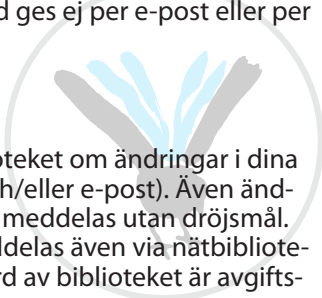 d ges ej per e-post eller per
oteket om ändringar i dina
h/eller e-post). Även änd-
meddelas utan dröjsmål.
ddelas även via nätbibliote-
rd av biblioteket är avgifts-